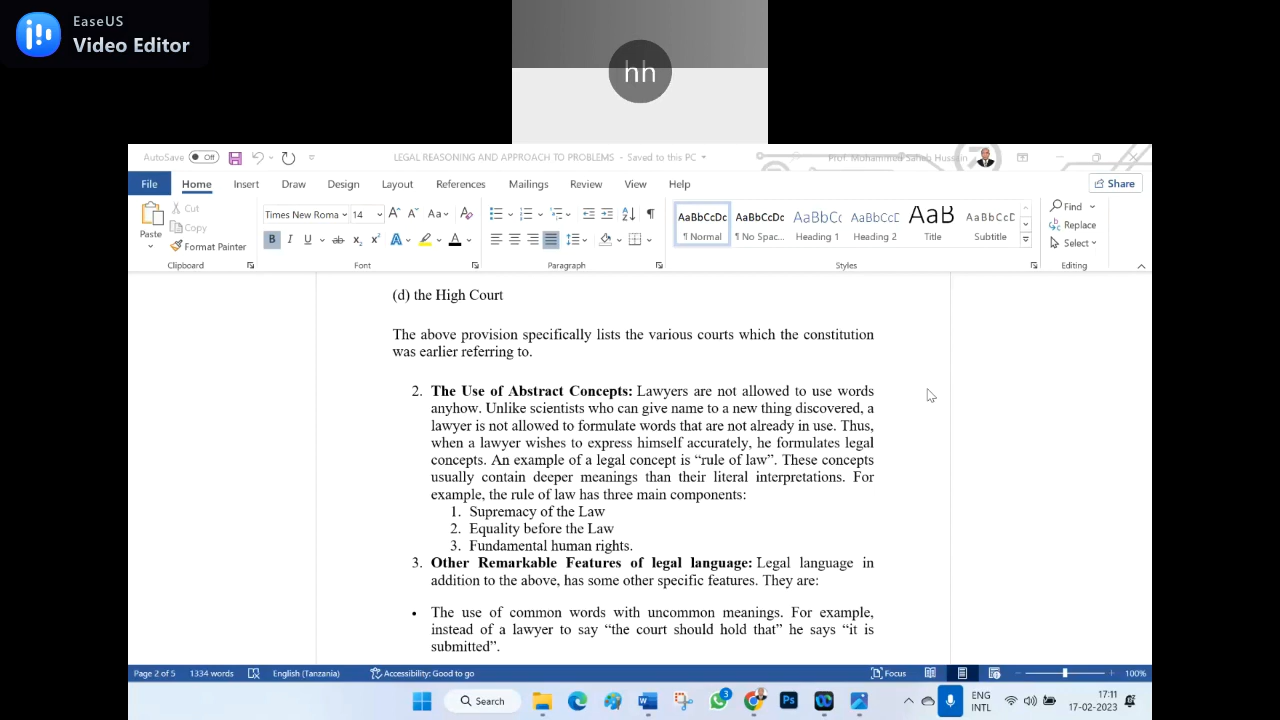 EaseUS
Video Editor
hh
AutoSave Off LEGAL REASONING AND APPROACH TO PROBLEMS - Saved to this PC Prof. Mohammed Saheb Hussain
File Home Insert Draw Design Layout References Mailings Review View Help Share
Cut
Copy
Paste
Format Painter
Times New Roma 14
AaBbCcDc AaBbCcDc AaBbC( AaBbCcD AaB AaBbCcD
¶ Normal ¶ No Spac... Heading 1 Heading 2 Title Subtitle
Find
Replace
Select
Clipboard Font Paragraph Styles Editing
(d) the High Court
The above provision specifically lists the various courts which the constitution
was earlier referring to.
2. The Use of Abstract Concepts: Lawyers are not allowed to use words
anyhow. Unlike scientists who can give name to a new thing discovered, a
lawyer is not allowed to formulate words that are not already in use. Thus,
when a lawyer wishes to express himself accurately, he formulates legal
concepts. An example of a legal concept is “rule of law”. These concepts
usually contain deeper meanings than their literal interpretations. For
example, the rule of law has three main components:
1. Supremacy of the Law
2. Equality before the Law
3. Fundamental human rights.
3. Other Remarkable Features of legal language: Legal language in
addition to the above, has some other specific features. They are:
• The use of common words with uncommon meanings. For example,
instead of a lawyer to say “the court should hold that” he says “it is
submitted”.
Page 2 of 5 1334 words English (Tanzania) Accessibility: Good to go Focus 100%
Search 3 ENG INTL 17:11 17-02-2023